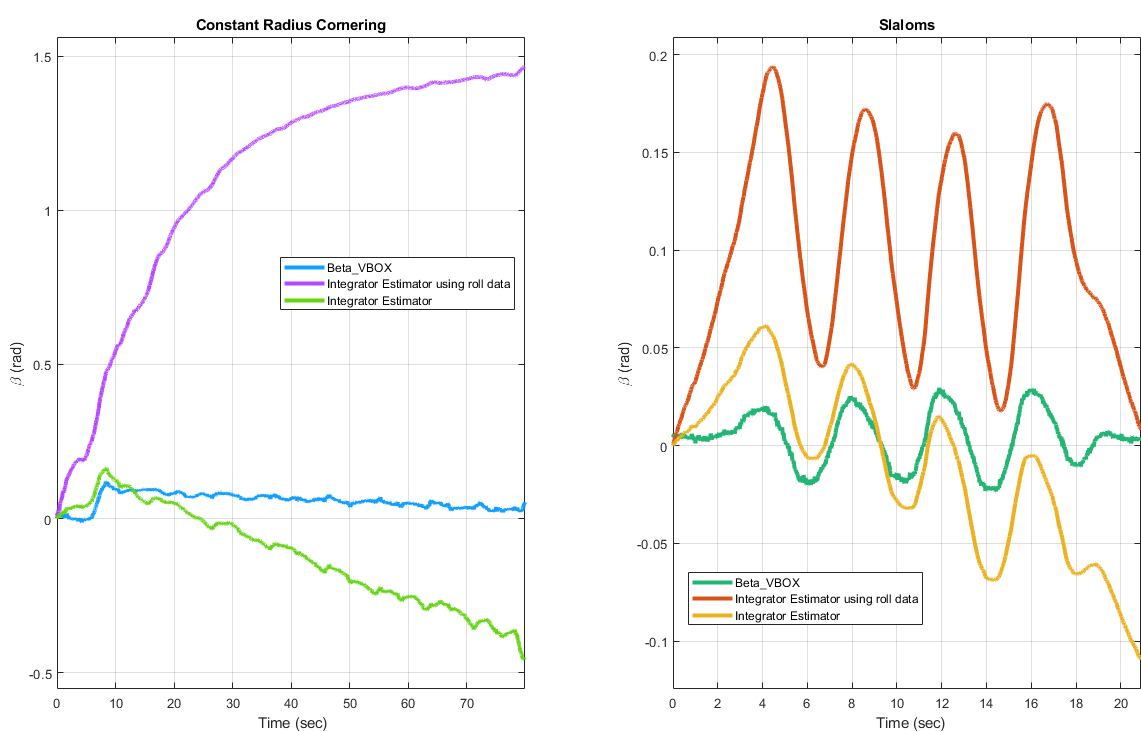 Constant Radius Cornering
1.5
1
0.5
0
-0.5
β (rad)
Beta_VBOX
Integrator Estimator using roll data
Integrator Estimator
0 10 20 30 40 50 60 70
Time (sec)
Slaloms
0.2
0.15
0.1
0.05
0
-0.05
-0.1
β (rad)
Beta_VBOX
Integrator Estimator using roll data
Integrator Estimator
0 2 4 6 8 10 12 14 16 18 20
Time (sec)